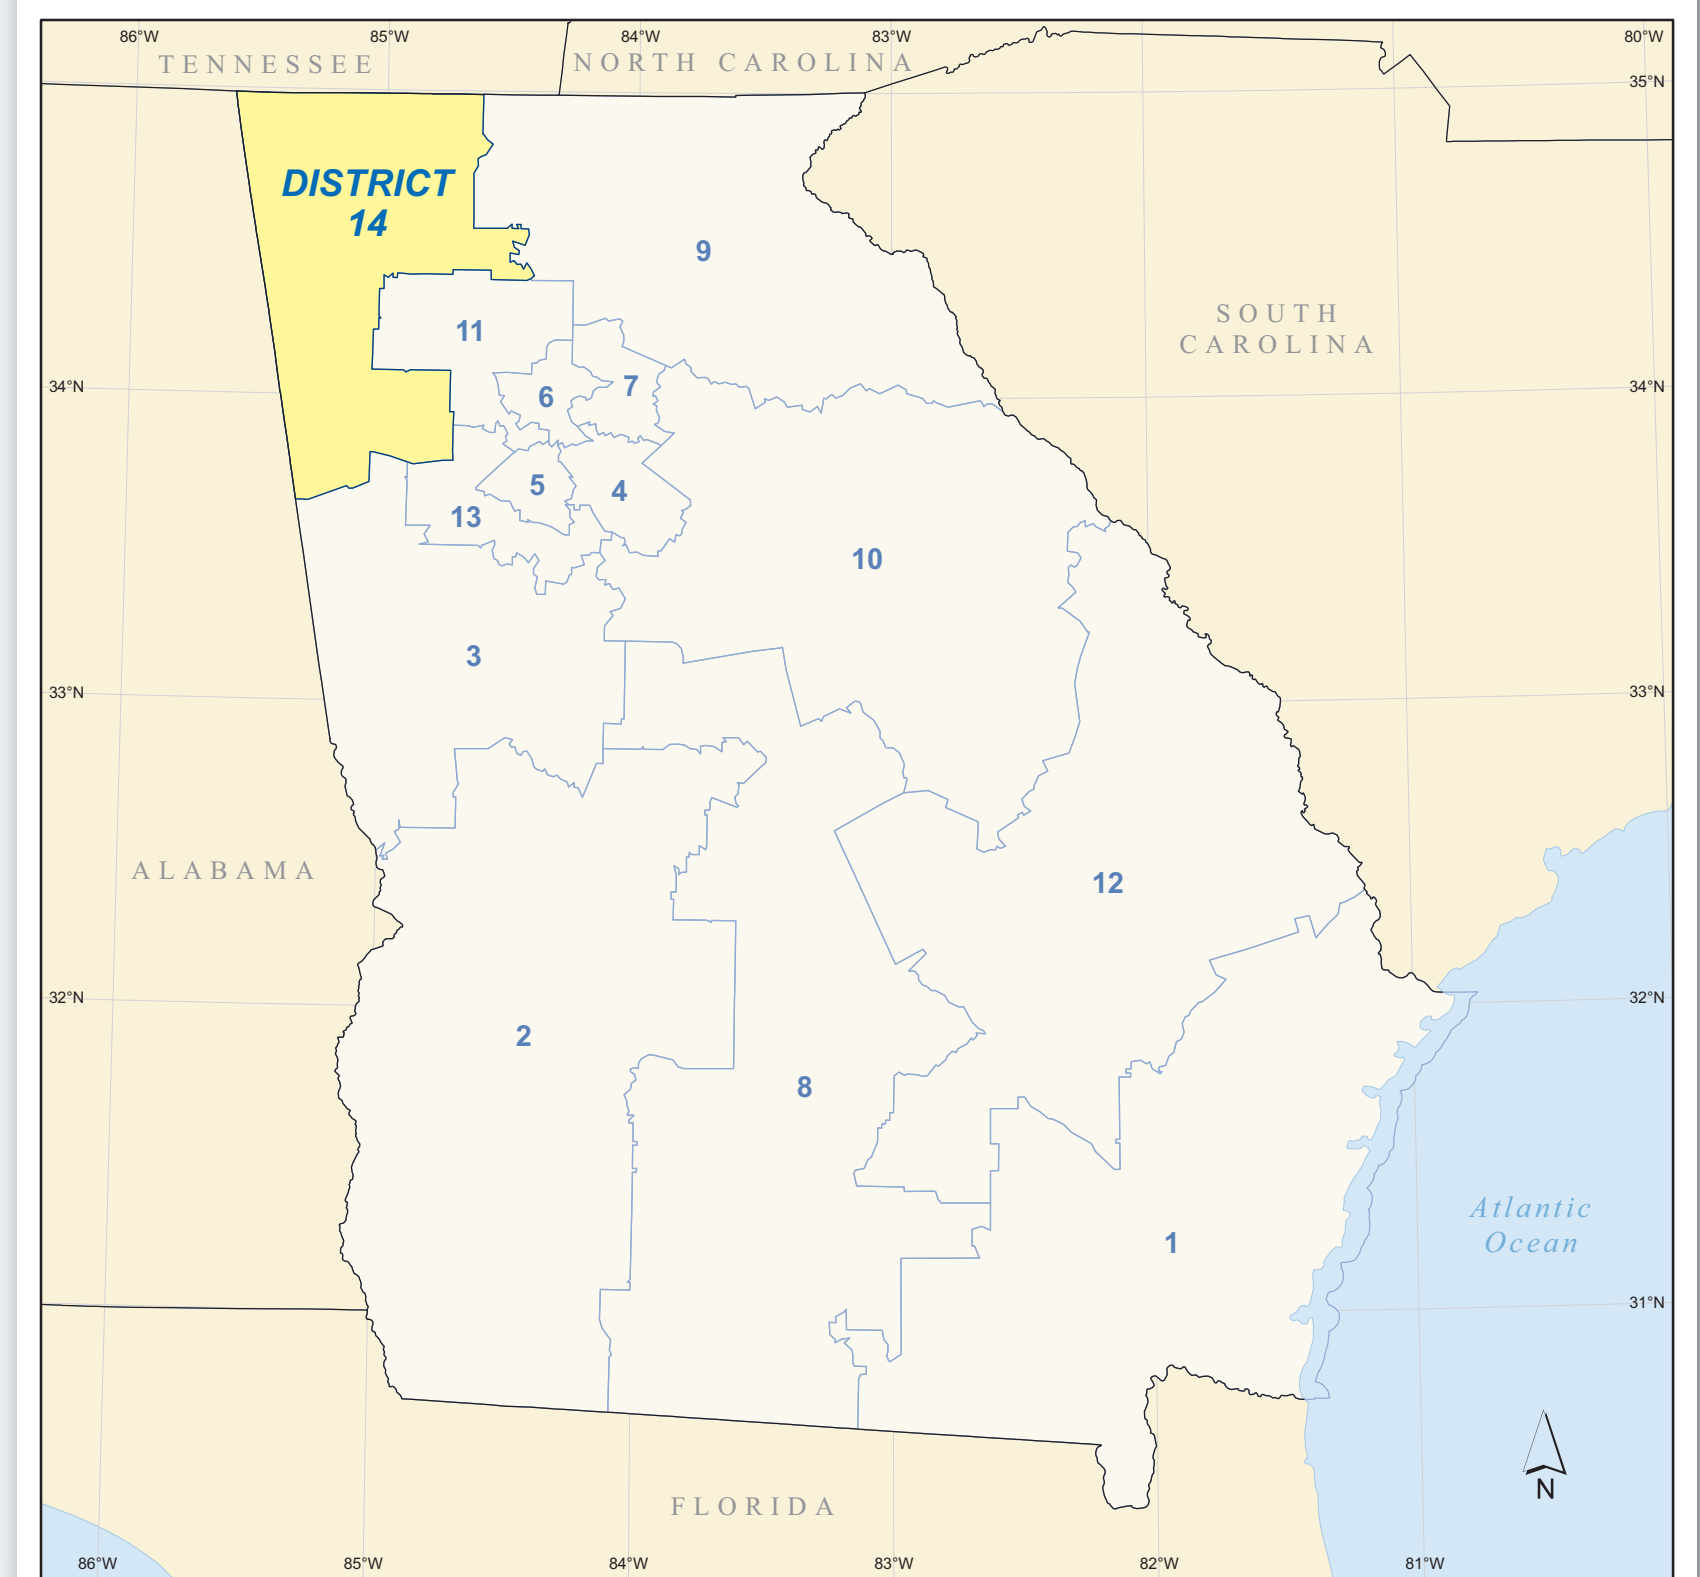 86°W 85°W 84°W 83°W 80°W
TENNESSEE NORTH CAROLINA
35°N
DISTRICT
14
9
SOUTH
CAROLINA
11
34°N 7 34°N
6
5 4
13
10
3
33°N 33°N
ALABAMA
12
32°N 32°N
2
8
Atlantic
Ocean
1
31°N
N
FLORIDA
86°W 85°W 84°W 83°W 82°W 81°W